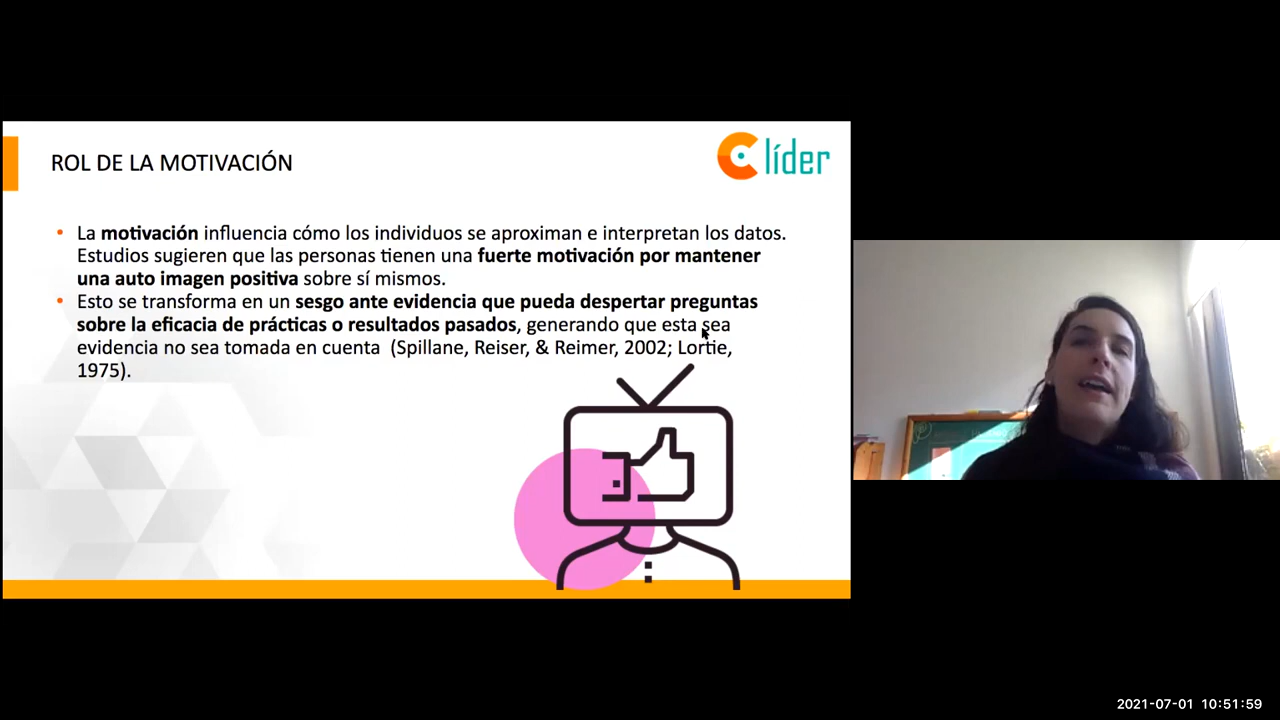 ROL DE LA MOTIVACIÓN
líder
• La motivación influencia cómo los individuos se aproximan e interpretan los datos.
Estudios sugieren que las personas tienen una fuerte motivación por mantener
una auto imagen positiva sobre sí mismos.
• Esto se transforma en un sesgo ante evidencia que pueda despertar preguntas
sobre la eficacia de prácticas o resultados pasados, generando que esta sea
evidencia no sea tomada en cuenta (Spillane, Reiser, & Reimer, 2002; Lortie,
1975).
2021-07-01 10:51:59